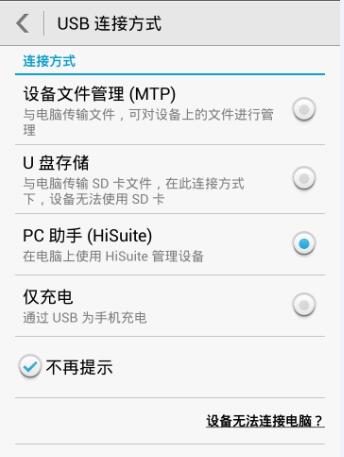 USB 连接方式
连接方式
设备文件管理 (MTP)
与电脑传输文件，可对设备上的文件进行管
理
U 盘存储
与电脑传输 SD 卡文件，在此连接方式
下，设备无法使用 SD 卡
PC 助手 (HiSuite)
在电脑上使用 HiSuite 管理设备
仅充电
通过 USB 为手机充电
不再提示
设备无法连接电脑？